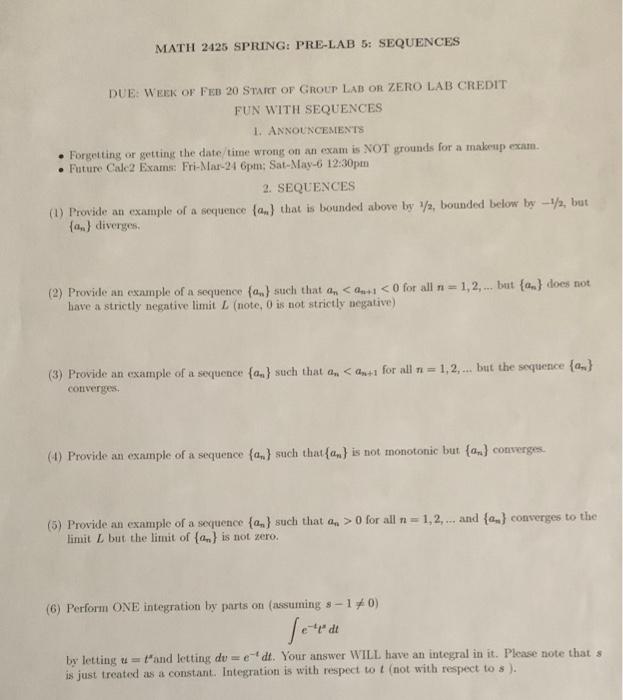 MATH 2425 SPRING: PRE-LAB 5: SEQUENCES
DUE: WEEK OF FEB 20 START OF GROUP LAB OR ZERO LAB CREDIT
FUN WITH SEQUENCES
1. ANNOUNCEMENTS
• Forgetting or getting the date/time wrong on an exam is NOT grounds for a makeup exam.
• Future Calc2 Exams: Fri-Mar-24 6pm; Sat-May-6 12:30pm
2. SEQUENCES
(1) Provide an example of a sequence {aₙ} that is bounded above by 1/2, bounded below by −1/2, but
{aₙ} diverges.
(2) Provide an example of a sequence {aₙ} such that aₙ < aₙ₊₁ < 0 for all n = 1, 2, ... but {aₙ} does not
have a strictly negative limit L (note, 0 is not strictly negative)
(3) Provide an example of a sequence {aₙ} such that aₙ < aₙ₊₁ for all n = 1, 2, ... but the sequence {aₙ}
converges.
(4) Provide an example of a sequence {aₙ} such that{aₙ} is not monotonic but {aₙ} converges.
(5) Provide an example of a sequence {aₙ} such that aₙ > 0 for all n = 1, 2, ... and {aₙ} converges to the
limit L but the limit of {aₙ} is not zero.
(6) Perform ONE integration by parts on (assuming s − 1 ≠ 0)
∫ e⁻ᵗtˢ dt
by letting u = tˢand letting dv = e⁻ᵗ dt. Your answer WILL have an integral in it. Please note that s
is just treated as a constant. Integration is with respect to t (not with respect to s ).